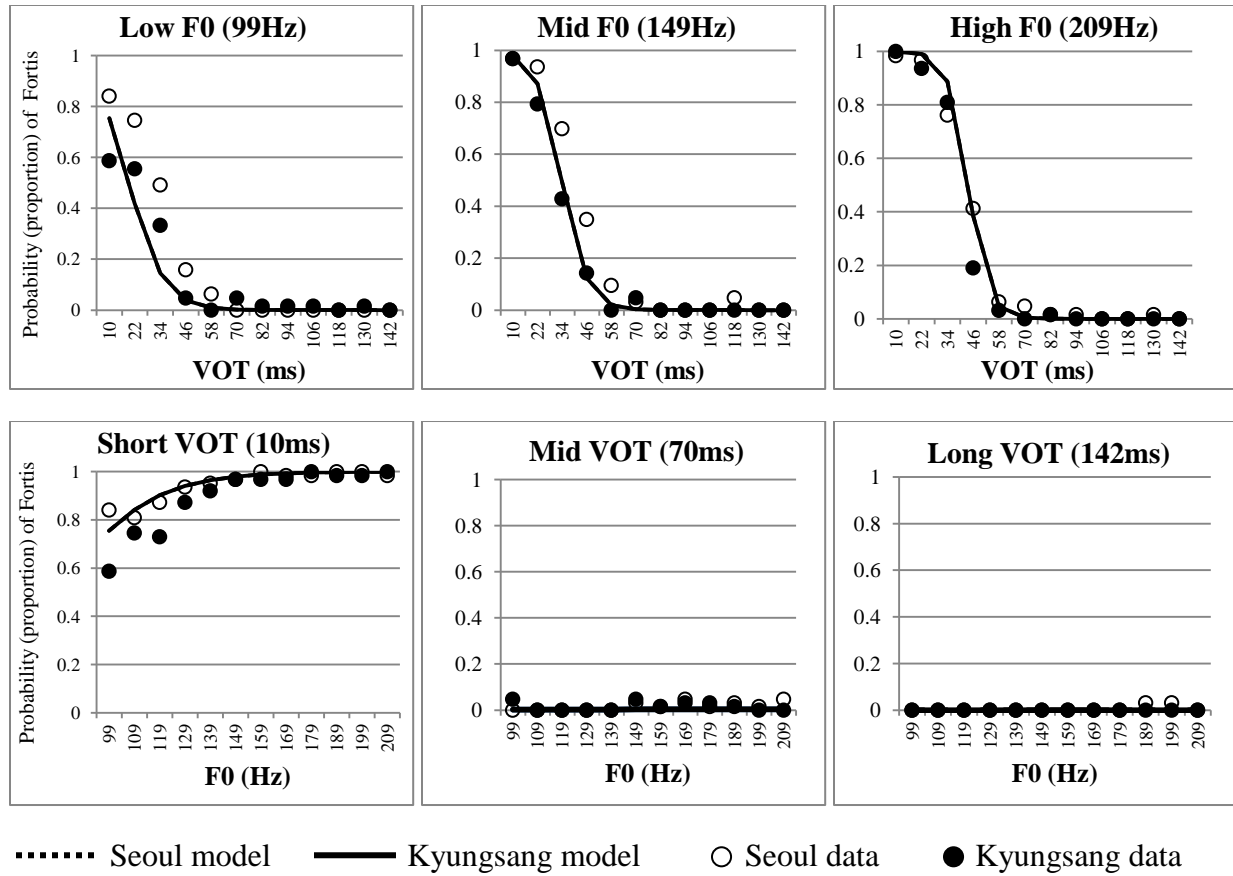 Low F0 (99Hz)
Probability (proportion) of Fortis
1
0.8
0.6
0.4
0.2
0
10 22 34 46 58 70 82 94 106 118 130 142
VOT (ms)
Mid F0 (149Hz)
1
0.8
0.6
0.4
0.2
0
10 22 34 46 58 70 82 94 106 118 130 142
VOT (ms)
High F0 (209Hz)
1
0.8
0.6
0.4
0.2
0
10 22 34 46 58 70 82 94 106 118 130 142
VOT (ms)
Short VOT (10ms)
Probability (proportion) of Fortis
1
0.8
0.6
0.4
0.2
0
99 109 119 129 139 149 159 169 179 189 199 209
F0 (Hz)
Mid VOT (70ms)
1
0.8
0.6
0.4
0.2
0
99 109 119 129 139 149 159 169 179 189 199 209
F0 (Hz)
Long VOT (142ms)
1
0.8
0.6
0.4
0.2
0
99 109 119 129 139 149 159 169 179 189 199 209
F0 (Hz)
Seoul model Kyungsang model Seoul data Kyungsang data